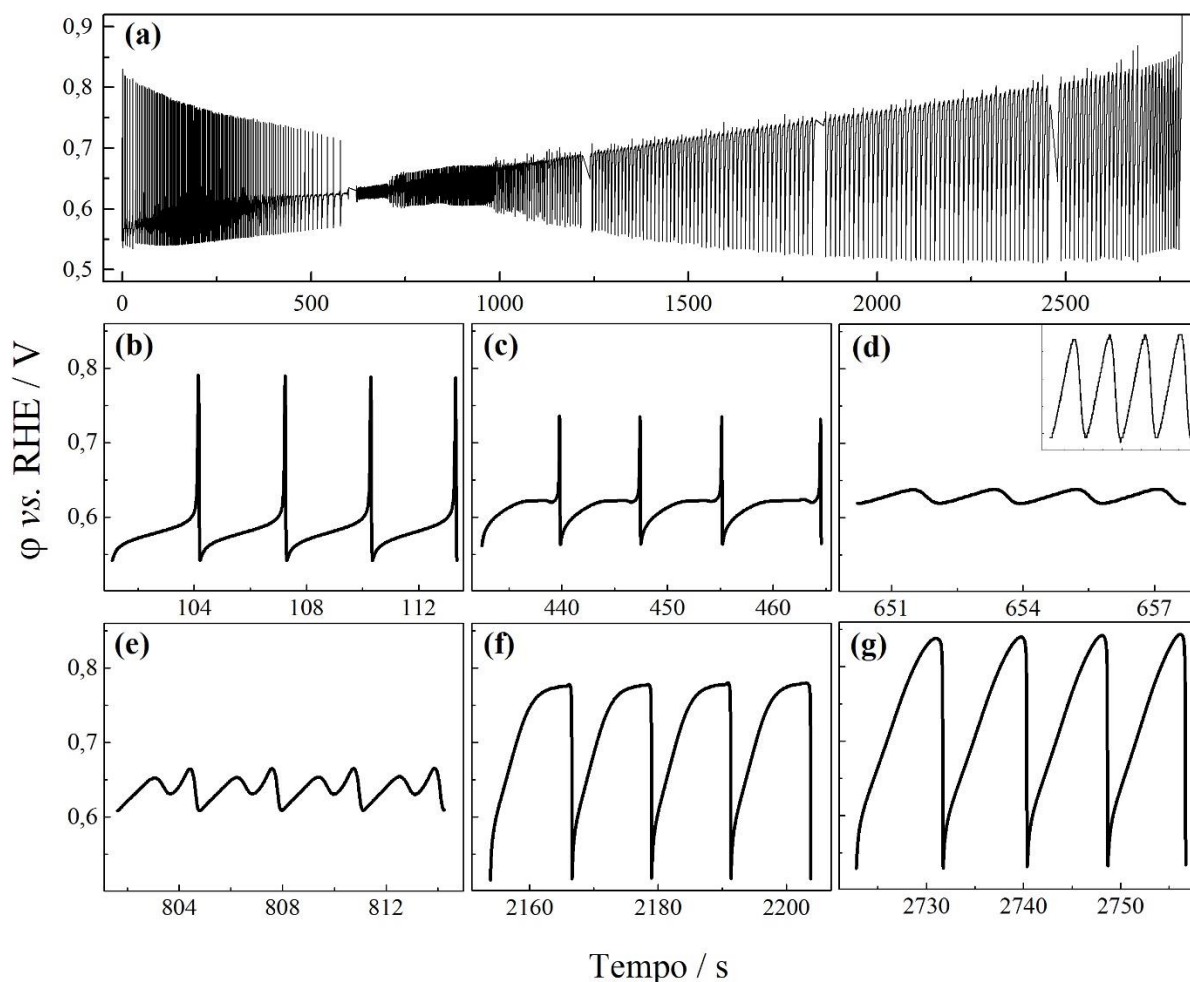 (a)
0,9
0,8
0,7
0,6
0,5
0 500 1000 1500 2000 2500
φ vs. RHE / V
(b) (c) (d)
0,8
0,7
0,6
104 108 112 440 450 460 651 654 657
(e) (f) (g)
0,8
0,7
0,6
804 808 812 2160 2180 2200 2730 2740 2750
Tempo / s